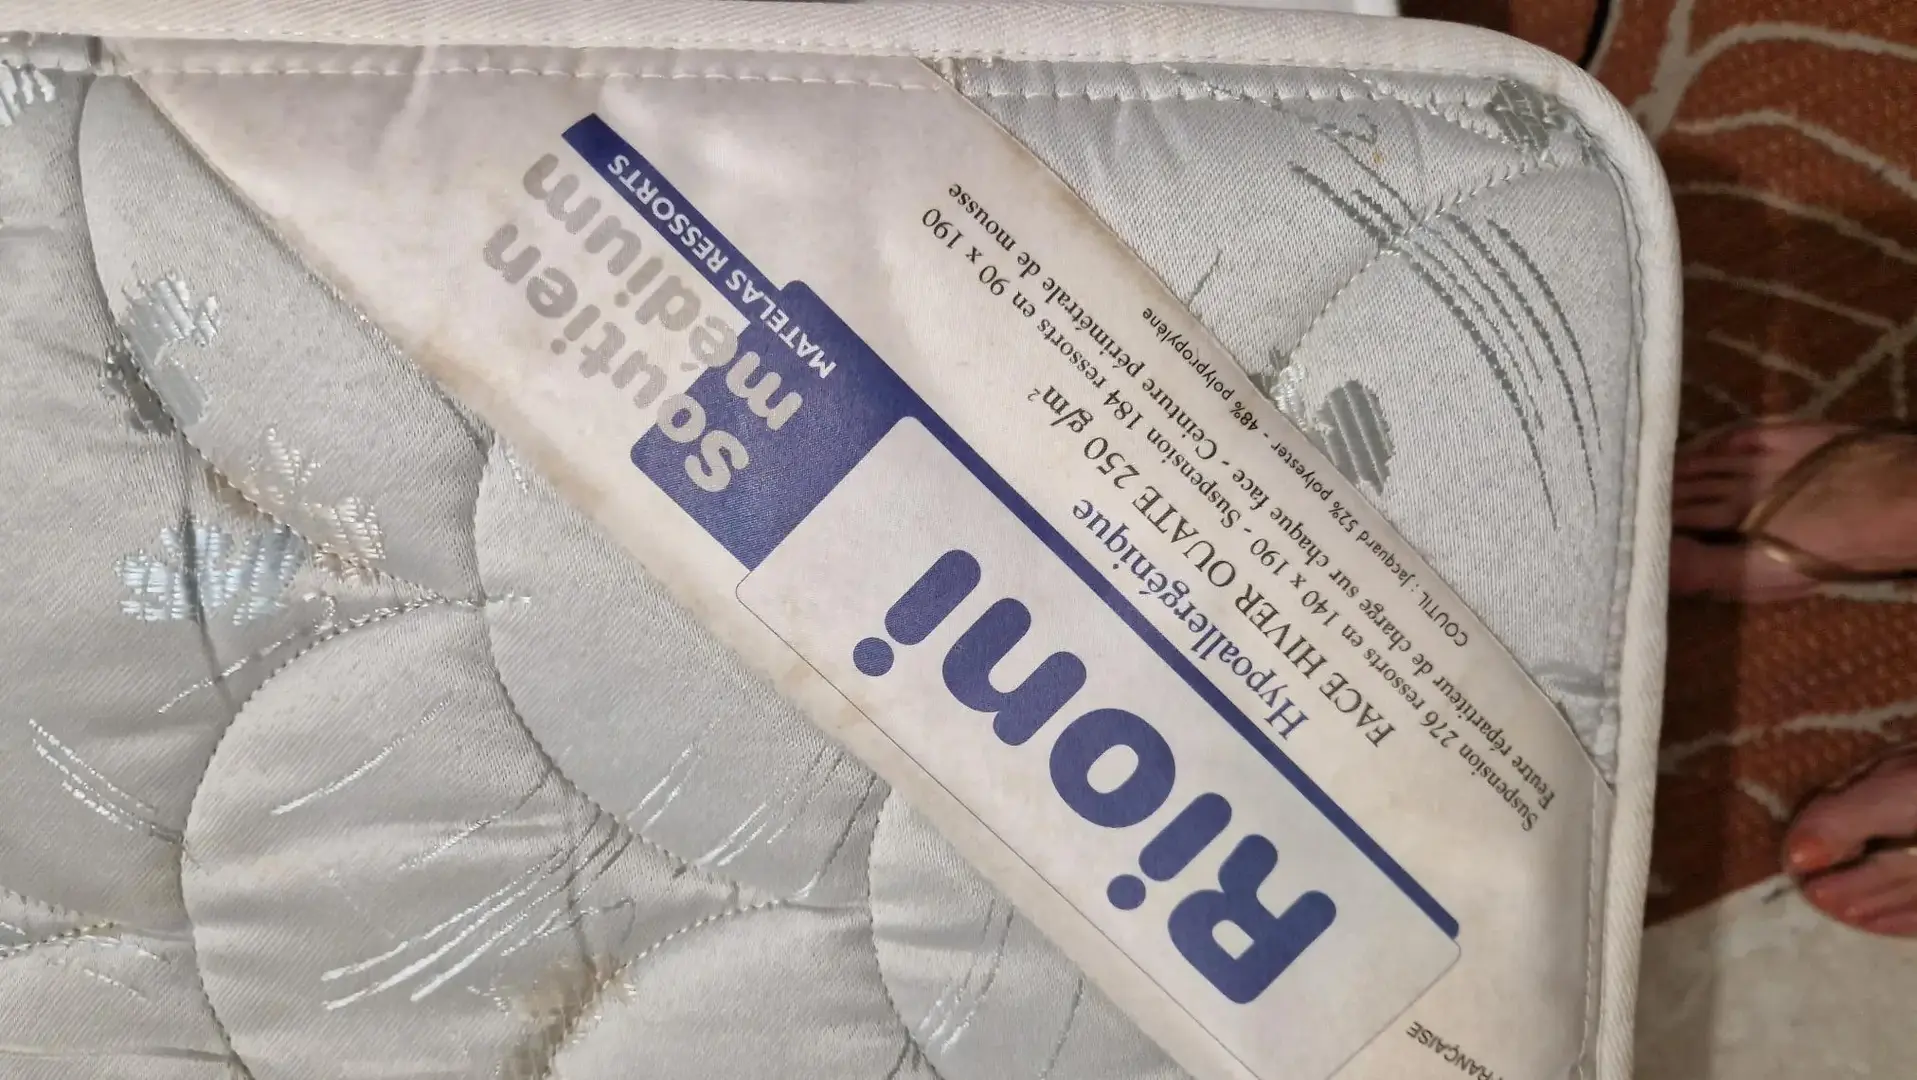 soutien
médium
MATELAS RESSORTS
Rioni
Hypoallergénique
FACE HIVER OUATE 250 g/m²
Suspension 276 ressorts en 140 x 190 - Suspension 184 ressorts en 90 x 190
Feutre répartiteur de charge sur chaque face - Ceinture périmétrale de mousse
COUTIL : Jacquard 52% polyester - 48% polypropylène
FRANÇAISE